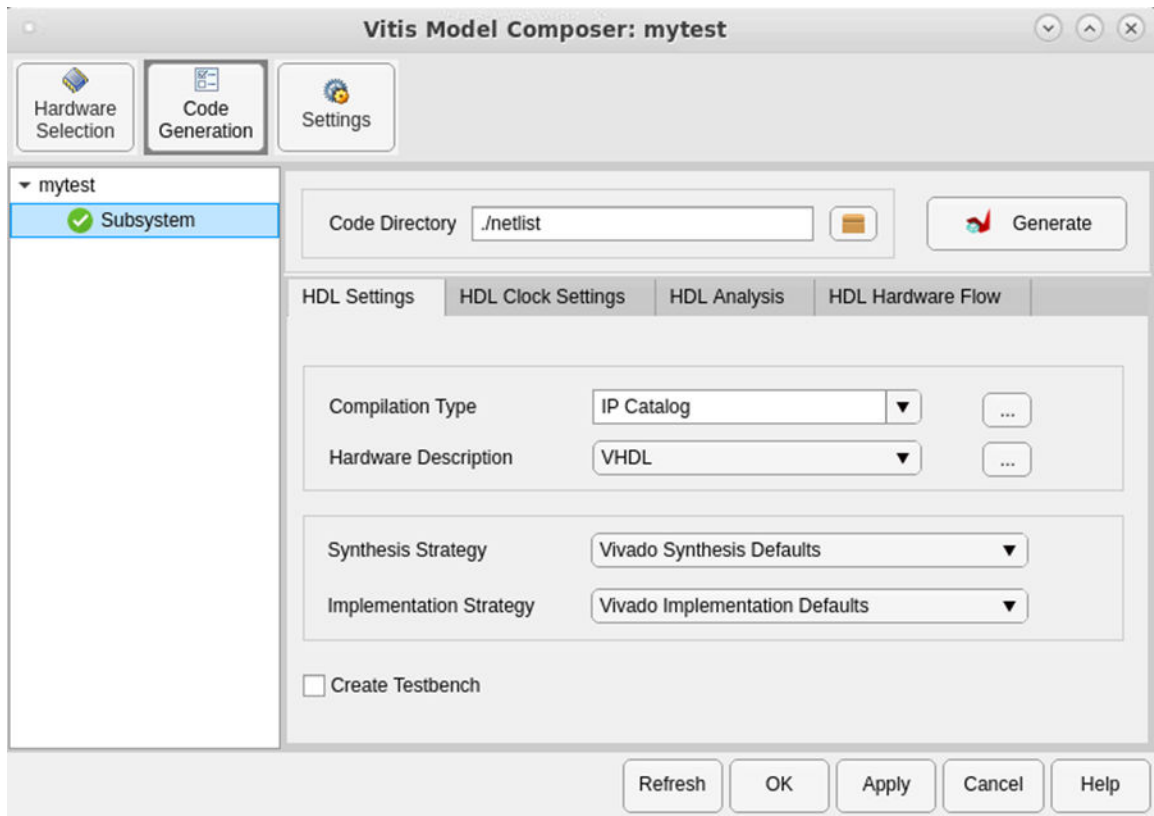 Vitis Model Composer: mytest
Hardware
Selection
Code
Generation
Settings
mytest
Subsystem
Code Directory ./netlist Generate
HDL Settings HDL Clock Settings HDL Analysis HDL Hardware Flow
Compilation Type IP Catalog ...
Hardware Description VHDL ...
Synthesis Strategy Vivado Synthesis Defaults
Implementation Strategy Vivado Implementation Defaults
Create Testbench
Refresh OK Apply Cancel Help